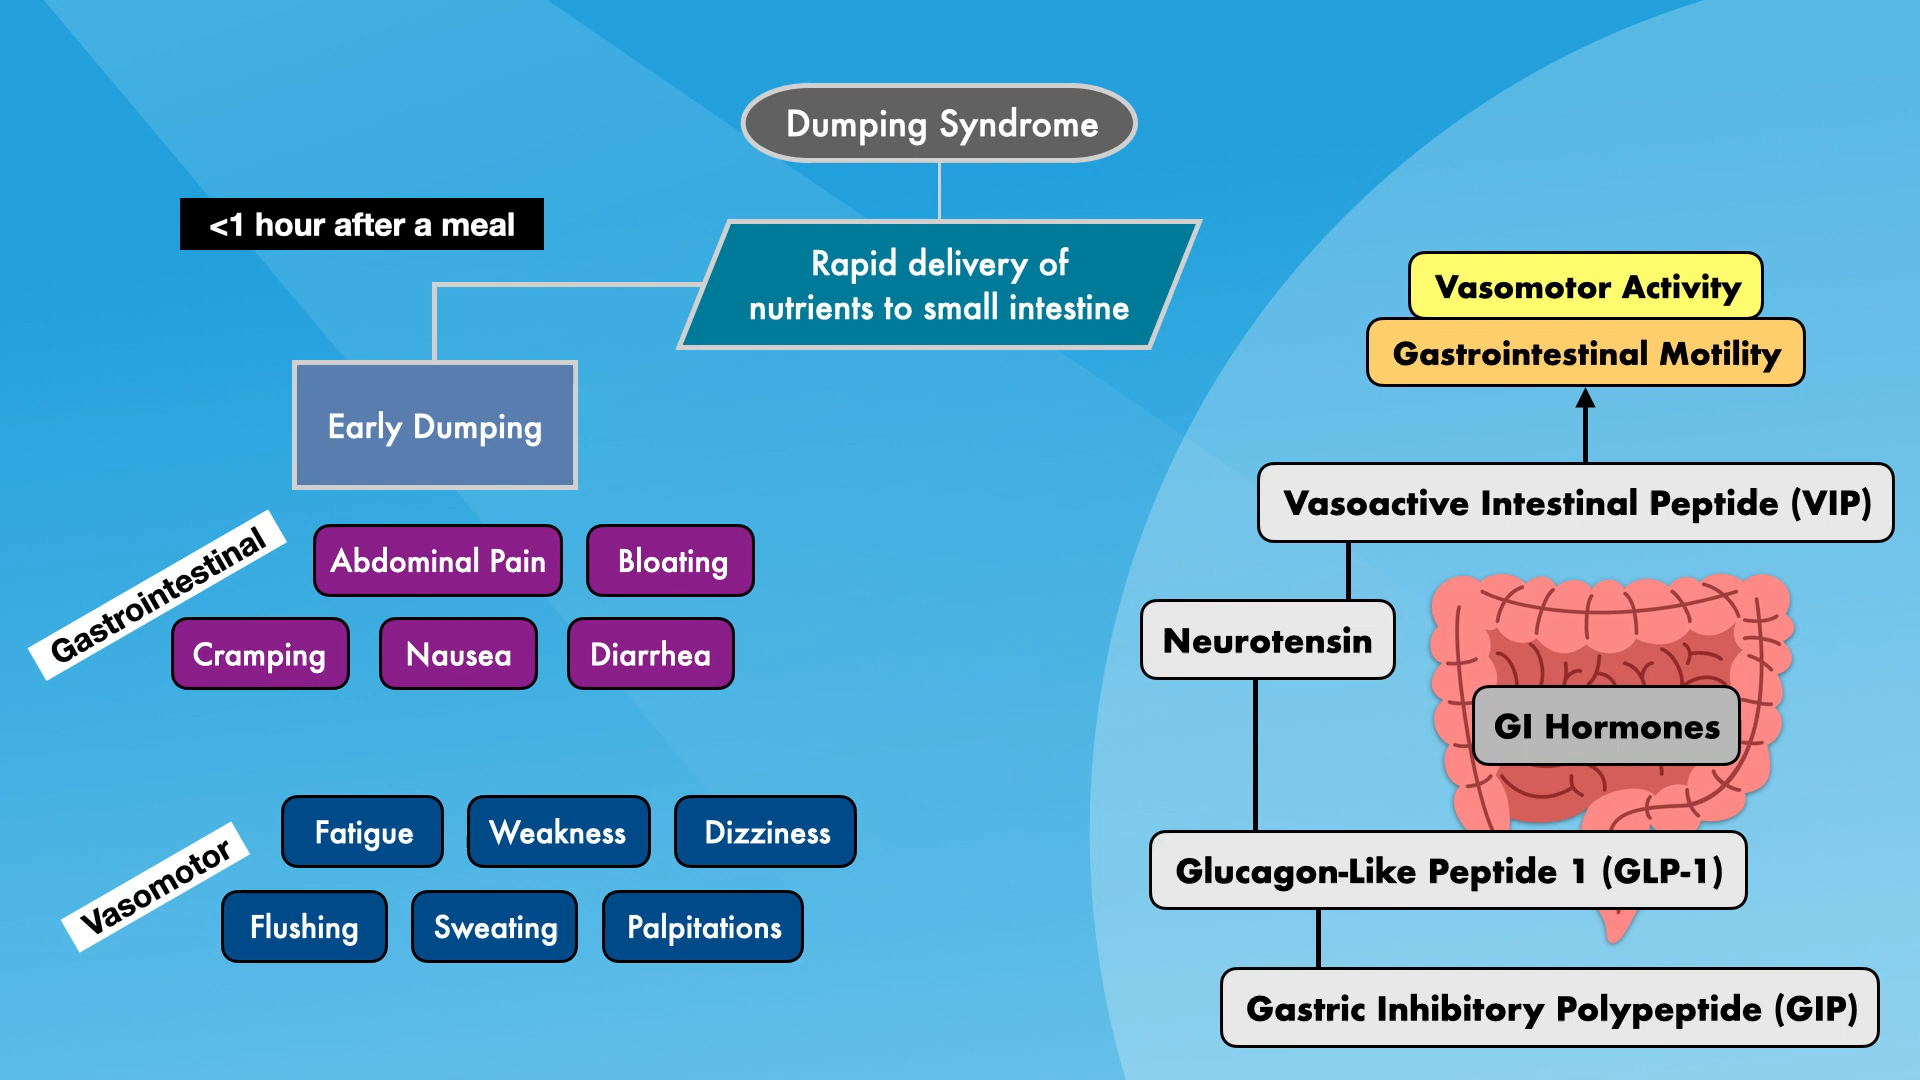 Dumping Syndrome
<1 hour after a meal
Rapid delivery of
nutrients to small intestine
Early Dumping
Gastrointestinal
Abdominal Pain
Bloating
Cramping
Nausea
Diarrhea
Vasomotor
Fatigue
Weakness
Dizziness
Flushing
Sweating
Palpitations
Vasomotor Activity
Gastrointestinal Motility
Vasoactive Intestinal Peptide (VIP)
Neurotensin
GI Hormones
Glucagon-Like Peptide 1 (GLP-1)
Gastric Inhibitory Polypeptide (GIP)